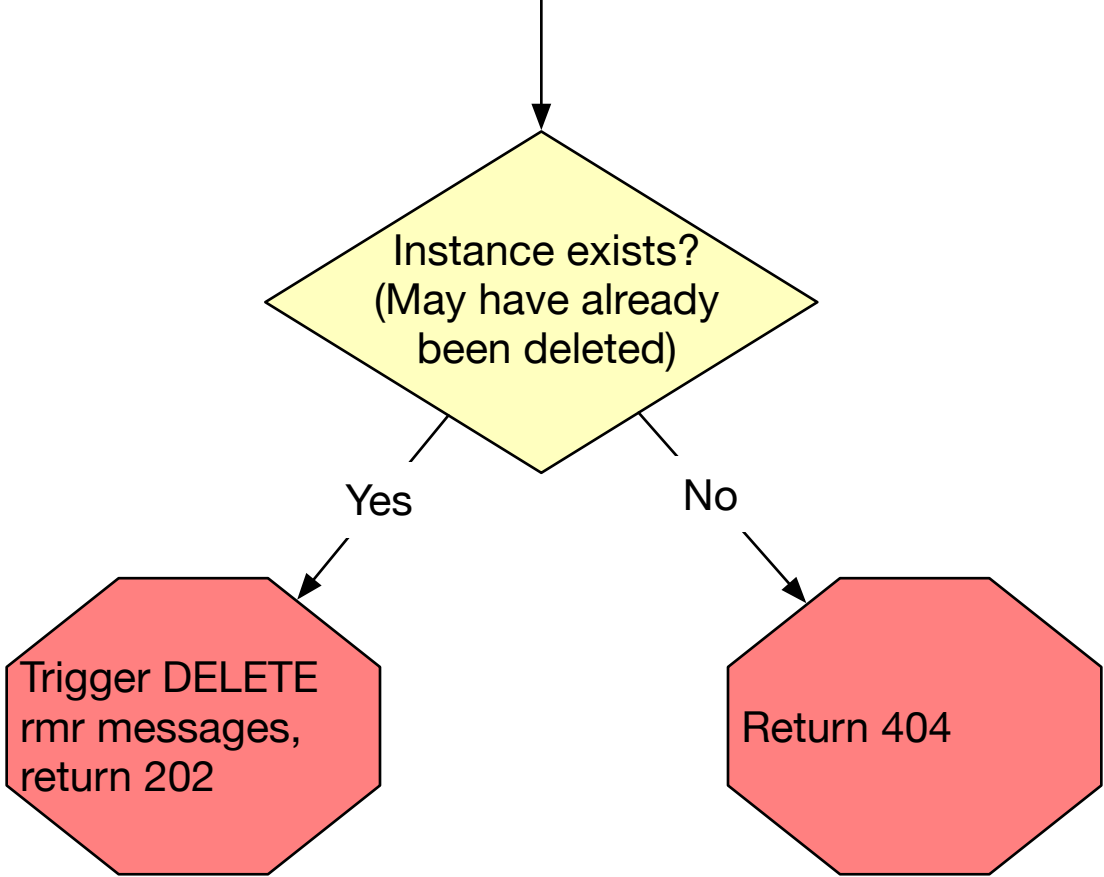 Instance exists?
(May have already
been deleted)
Yes
No
Trigger DELETE
rmr messages,
return 202
Return 404